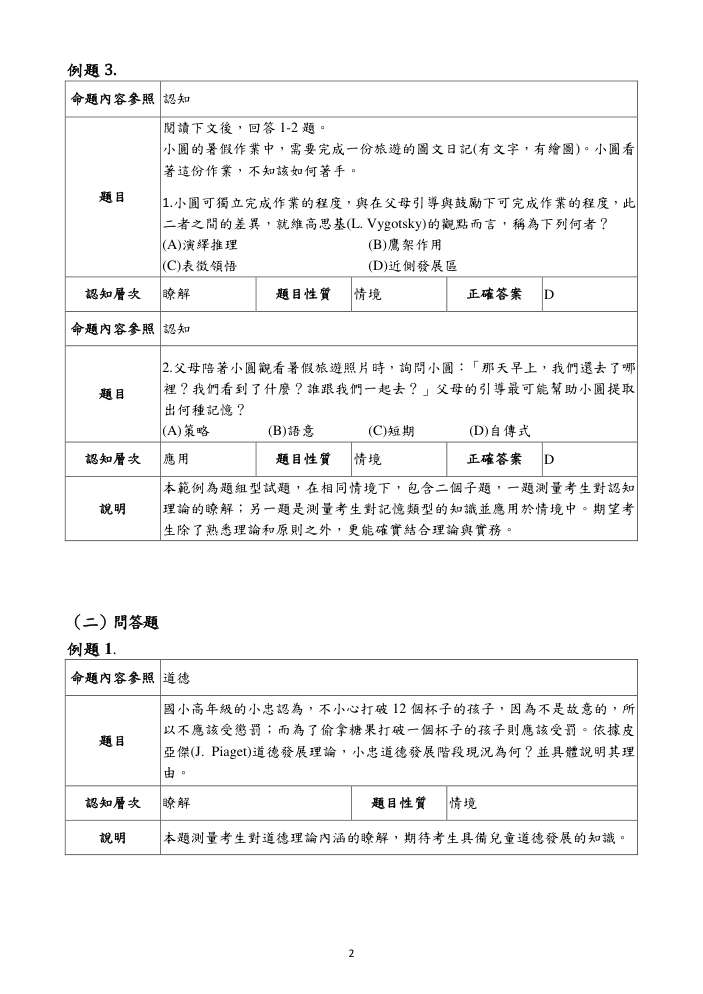 例題 3.
命題內容參照 認知
閱讀下文後，回答 1-2 題。
小圓的暑假作業中，需要完成一份旅遊的圖文日記(有文字，有繪圖)。小圓看
著這份作業，不知該如何著手。
題目
1.小圓可獨立完成作業的程度，與在父母引導與鼓勵下可完成作業的程度，此
二者之間的差異，就維高思基(L. Vygotsky)的觀點而言，稱為下列何者？
(A)演繹推理 (B)鷹架作用
(C)表徵領悟 (D)近側發展區
認知層次 瞭解 題目性質 情境 正確答案 D
命題內容參照 認知
2.父母陪著小圓觀看暑假旅遊照片時，詢問小圓：「那天早上，我們還去了哪
題目 裡？我們看到了什麼？誰跟我們一起去？」父母的引導最可能幫助小圓提取
出何種記憶？
(A)策略 (B)語意 (C)短期 (D)自傳式
認知層次 應用 題目性質 情境 正確答案 D
本範例為題組型試題，在相同情境下，包含二個子題，一題測量考生對認知
說明 理論的瞭解；另一題是測量考生對記憶類型的知識並應用於情境中。期望考
生除了熟悉理論和原則之外，更能確實結合理論與實務。
（二）問答題
例題 1.
命題內容參照 道德
國小高年級的小忠認為，不小心打破 12 個杯子的孩子，因為不是故意的，所
以不應該受懲罰；而為了偷拿糖果打破一個杯子的孩子則應該受罰。依據皮
題目 亞傑(J. Piaget)道德發展理論，小忠道德發展階段現況為何？並具體說明其理
由。
認知層次 瞭解 題目性質 情境
說明 本題測量考生對道德理論內涵的瞭解，期待考生具備兒童道德發展的知識。
2